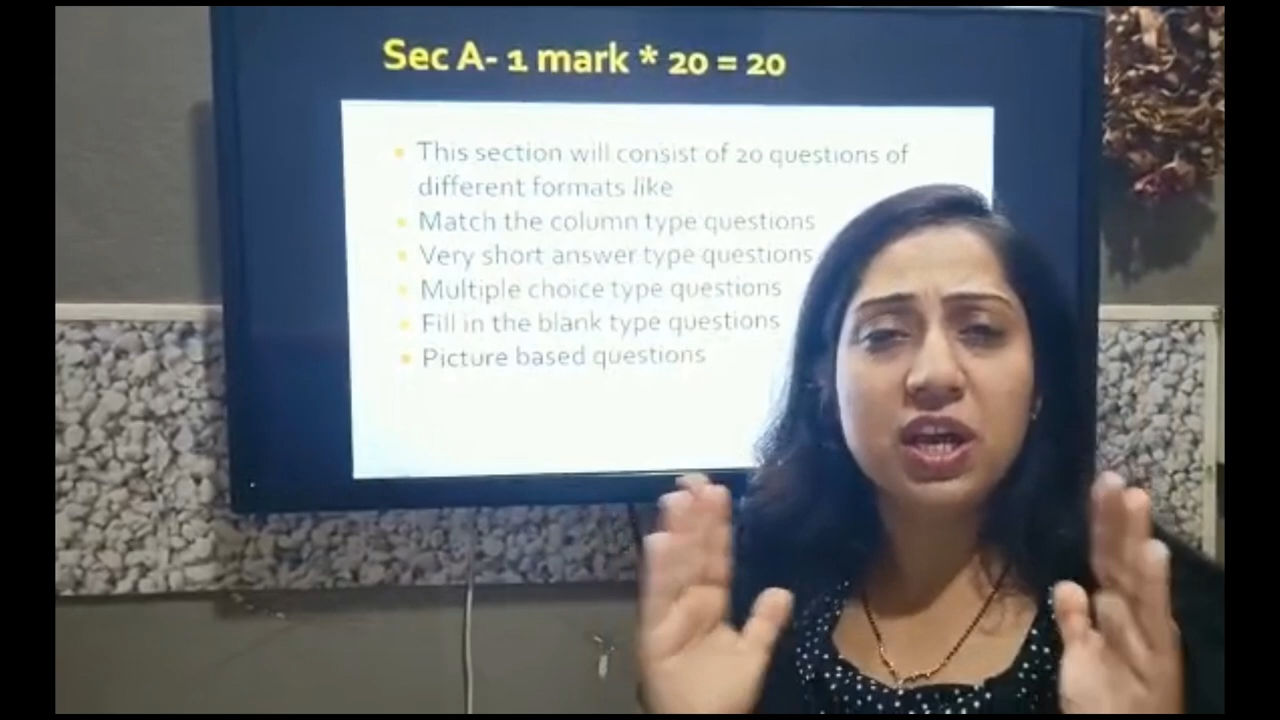 Sec A- 1 mark * 20 = 20
This section will consist of 20 questions of
different formats like
Match the column type questions
Very short answer type questions
Multiple choice type questions
Fill in the blank type questions
Picture based questions